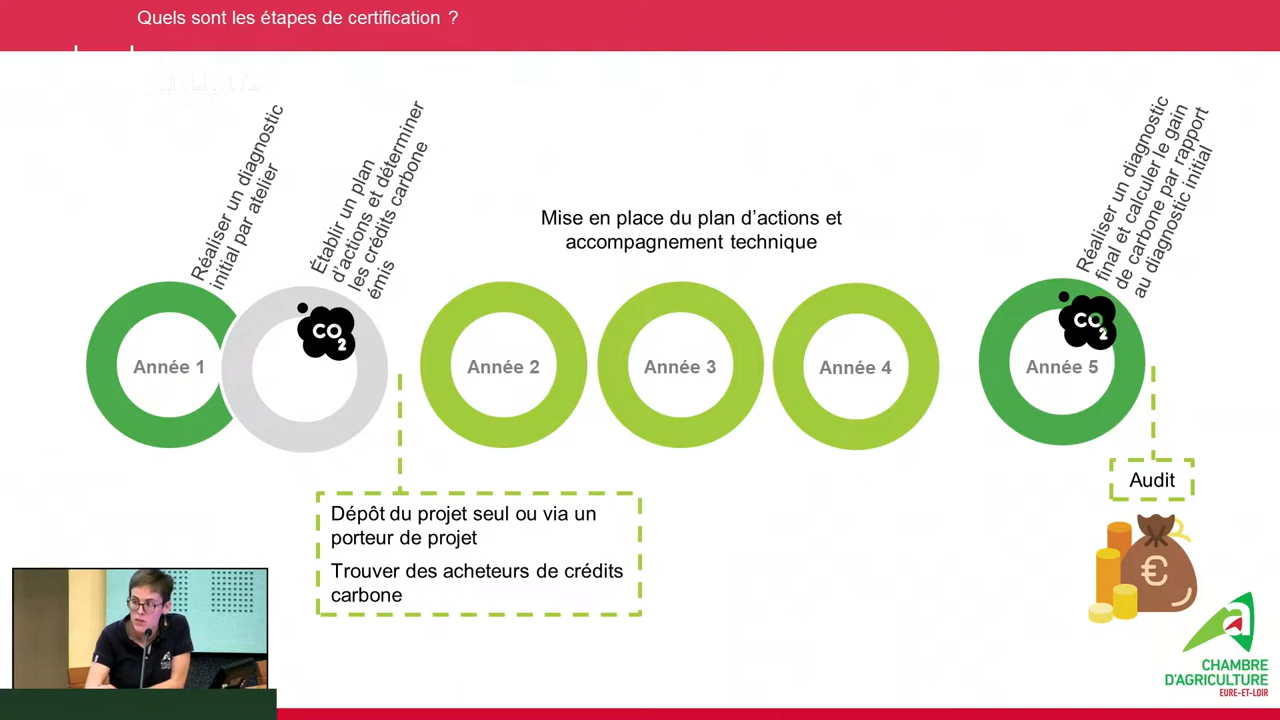 Quels sont les étapes de certification ?
Réaliser un diagnostic
initial par atelier
Établir un plan
d'actions et déterminer
les crédits carbone
émis
Mise en place du plan d'actions et
accompagnement technique
Réaliser un diagnostic
final et calculer le gain
de carbone par rapport
au diagnostic initial
CO2
CO2
Année 1
Année 2
Année 3
Année 4
Année 5
Dépôt du projet seul ou via un
porteur de projet
Trouver des acheteurs de crédits
carbone
Audit
€
a
CHAMBRE
D'AGRICULTURE
EURE-ET-LOIR